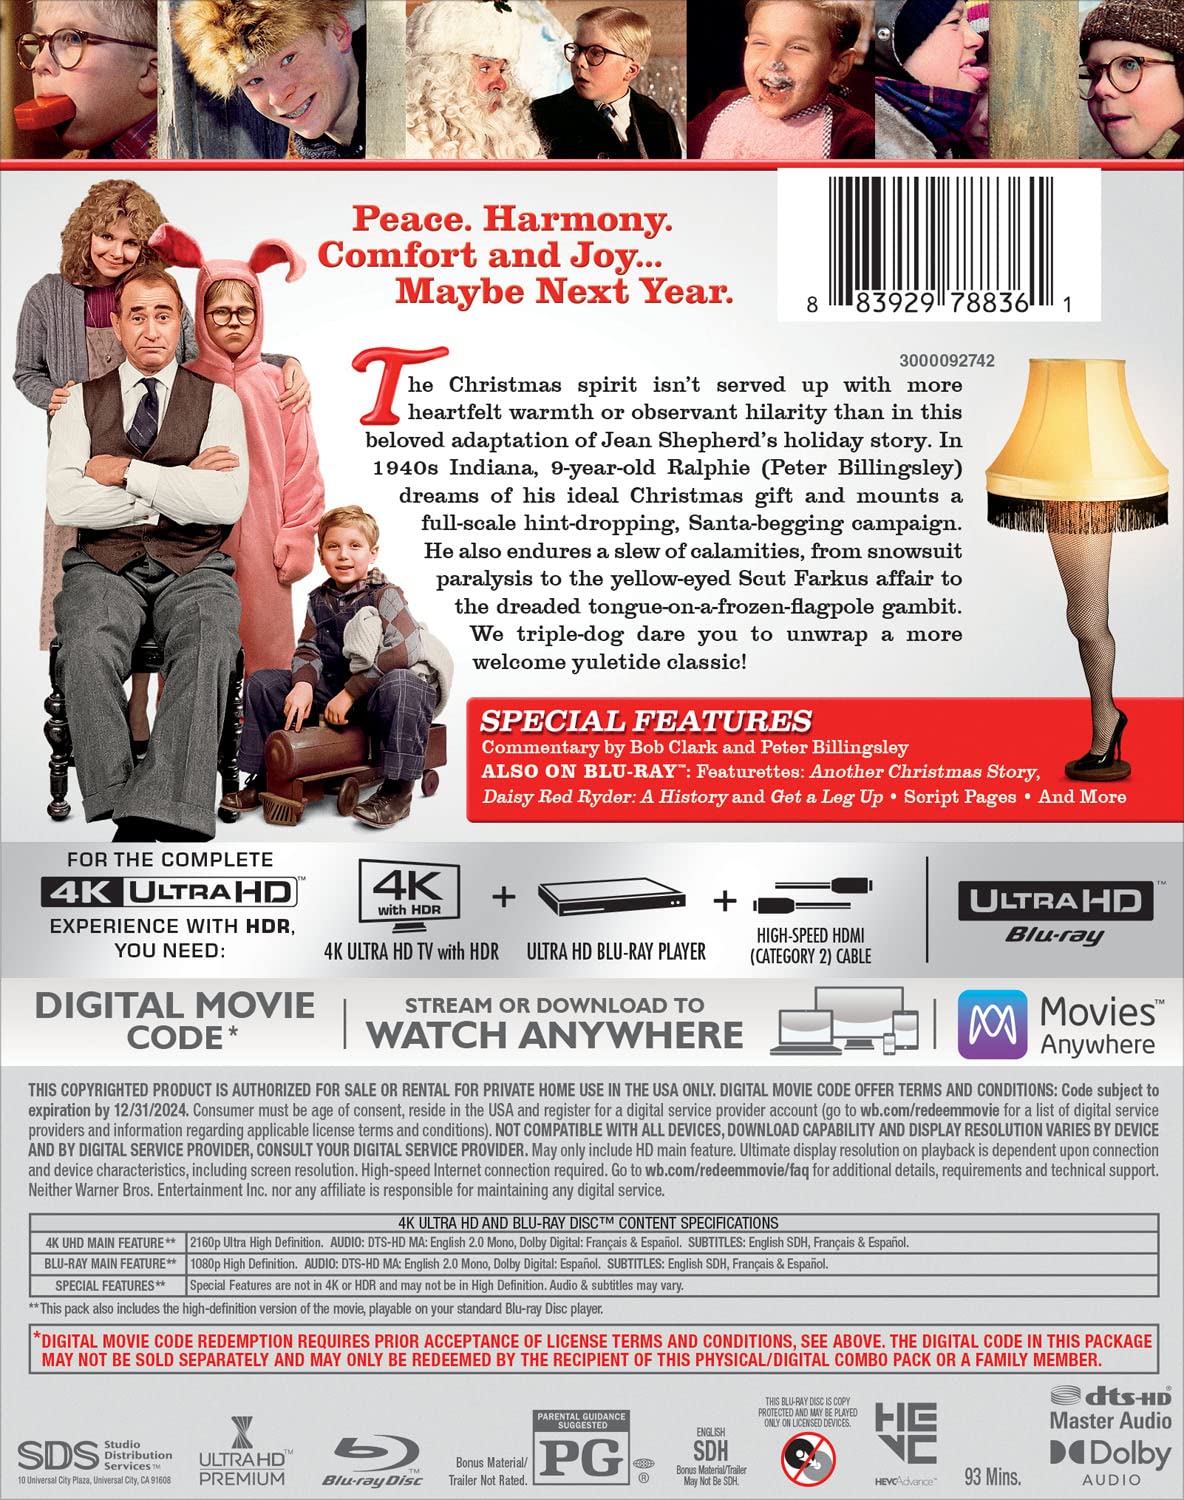 Peace. Harmony.
Comfort and Joy...
Maybe Next Year.
8 83929 78836 1
3000092742
The Christmas spirit isn't served up with more
heartfelt warmth or observant hilarity than in this
beloved adaptation of Jean Shepherd's holiday story. In
1940s Indiana, 9-year-old Ralphie (Peter Billingsley)
dreams of his ideal Christmas gift and mounts a
full-scale hint-dropping, Santa-begging campaign.
He also endures a slew of calamities, from snowsuit
paralysis to the yellow-eyed Scut Farkus affair to
the dreaded tongue-on-a-frozen-flagpole gambit.
We triple-dog dare you to unwrap a more
welcome yuletide classic!
SPECIAL FEATURES
Commentary by Bob Clark and Peter Billingsley
ALSO ON BLU-RAY™: Featurettes: Another Christmas Story,
Daisy Red Ryder: A History and Get a Leg Up • Script Pages • And More
FOR THE COMPLETE
4K ULTRA HD™
EXPERIENCE WITH HDR,
YOU NEED:
4K
with HDR
4K ULTRA HD TV with HDR
+
ULTRA HD BLU-RAY PLAYER
+
HIGH-SPEED HDMI
(CATEGORY 2) CABLE
ULTRA HD™
Blu-ray
DIGITAL MOVIE
CODE*
STREAM OR DOWNLOAD TO
WATCH ANYWHERE
Movies™
Anywhere
THIS COPYRIGHTED PRODUCT IS AUTHORIZED FOR SALE OR RENTAL FOR PRIVATE HOME USE IN THE USA ONLY. DIGITAL MOVIE CODE OFFER TERMS AND CONDITIONS: Code subject to
expiration by 12/31/2024. Consumer must be age of consent, reside in the USA and register for a digital service provider account (go to wb.com/redeemmovie for a list of digital service
providers and information regarding applicable license terms and conditions). NOT COMPATIBLE WITH ALL DEVICES, DOWNLOAD CAPABILITY AND DISPLAY RESOLUTION VARIES BY DEVICE
AND BY DIGITAL SERVICE PROVIDER, CONSULT YOUR DIGITAL SERVICE PROVIDER. May only include HD main feature. Ultimate display resolution on playback is dependent upon connection
and device characteristics, including screen resolution. High-speed Internet connection required. Go to wb.com/redeemmovie/faq for additional details, requirements and technical support.
Neither Warner Bros. Entertainment Inc. nor any affiliate is responsible for maintaining any digital service.
4K ULTRA HD AND BLU-RAY DISC™ CONTENT SPECIFICATIONS
4K UHD MAIN FEATURE** 2160p Ultra High Definition. AUDIO: DTS-HD MA: English 2.0 Mono, Dolby Digital: Français & Español. SUBTITLES: English SDH, Français & Español.
BLU-RAY MAIN FEATURE** 1080p High Definition. AUDIO: DTS-HD MA: English 2.0 Mono, Dolby Digital: Español. SUBTITLES: English SDH, Français & Español.
SPECIAL FEATURES** Special Features are not in 4K or HDR and may not be in High Definition. Audio & subtitles may vary.
**This pack also includes the high-definition version of the movie, playable on your standard Blu-ray Disc player.
*DIGITAL MOVIE CODE REDEMPTION REQUIRES PRIOR ACCEPTANCE OF LICENSE TERMS AND CONDITIONS, SEE ABOVE. THE DIGITAL CODE IN THIS PACKAGE
MAY NOT BE SOLD SEPARATELY AND MAY ONLY BE REDEEMED BY THE RECIPIENT OF THIS PHYSICAL/DIGITAL COMBO PACK OR A FAMILY MEMBER.
SDS Studio
Distribution
Services™
10 Universal City Plaza, Universal City, CA 91608
ULTRA HD™
PREMIUM
Blu-ray Disc™
Bonus Material/
Trailer Not Rated.
PARENTAL GUIDANCE
SUGGESTED
PG
®
ENGLISH
SDH
Bonus Material/Trailer
May Not Be SDH.
THIS BLU-RAY DISC IS COPY
PROTECTED AND MAY BE PLAYED
ONLY ON LICENSED DEVICES.
HEVC
HEVCAdvance™
93 Mins.
dts-HD®
Master Audio
Dolby
AUDIO